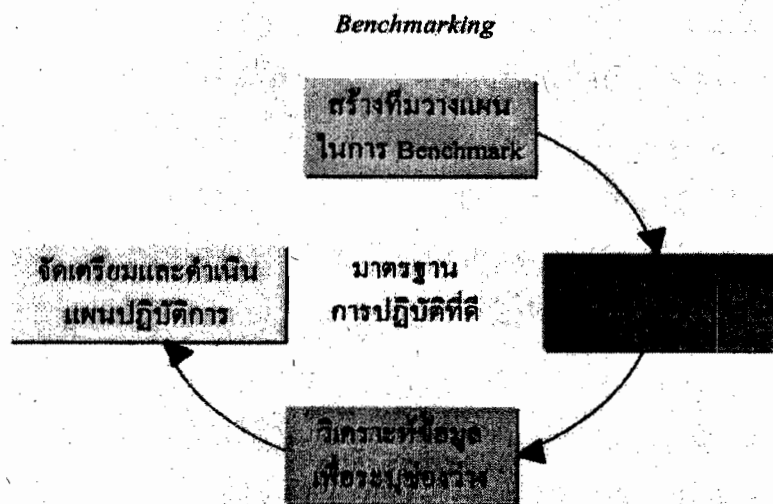 Benchmarking
สร้างทีมวางแผน
ในการ Benchmark
จัดเตรียมและดำเนิน
แผนปฏิบัติการ
มาตรฐาน
การปฏิบัติที่ดี
วิเคราะห์ข้อมูล
เพื่อระบุช่องว่าง